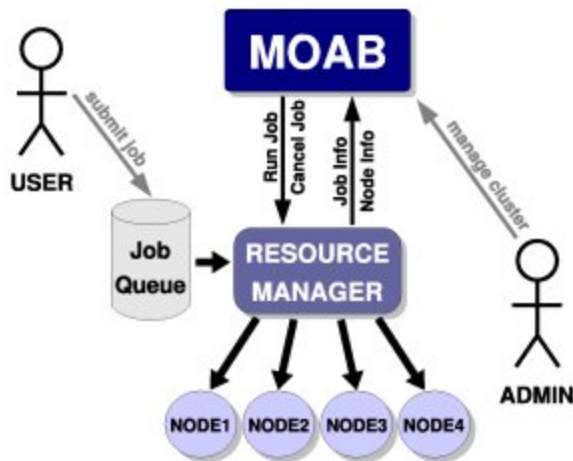 MOAB
submit job
USER
Run Job
Cancel Job
Job Info
Node Info
manage cluster
Job
Queue
RESOURCE
MANAGER
ADMIN
NODE1
NODE2
NODE3
NODE4